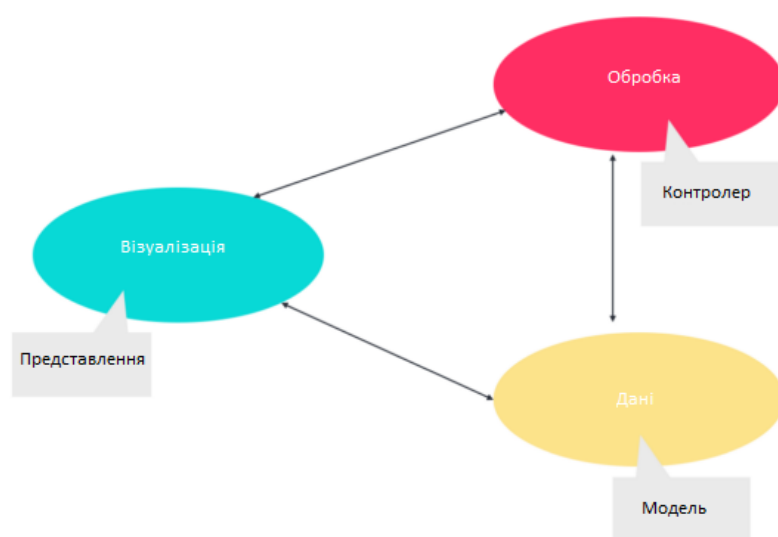 Обробка
Контролер
Візуалізація
Представлення
Дані
Модель